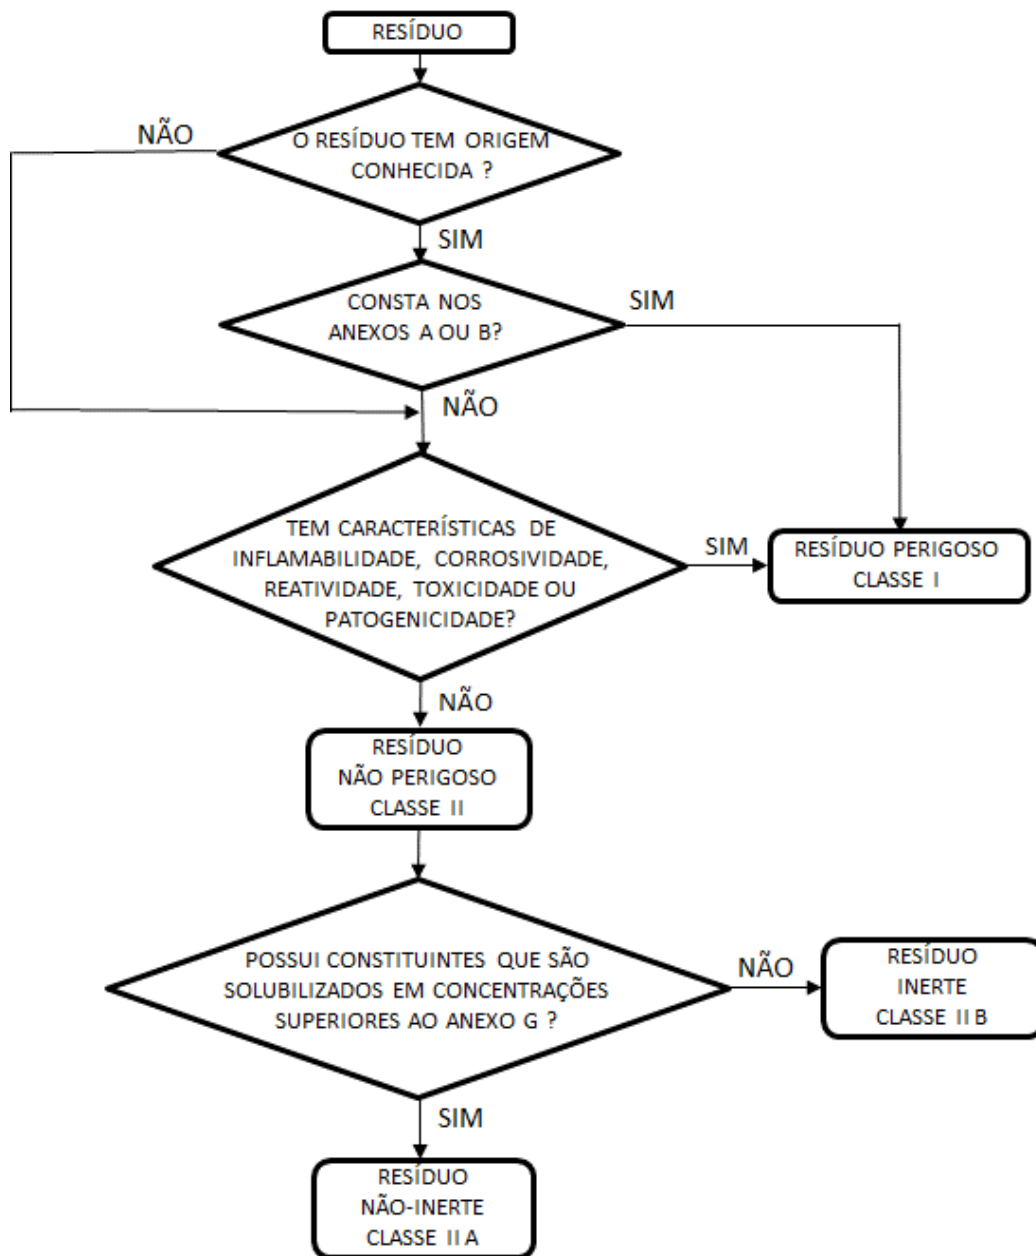 RESÍDUO
NÃO
O RESÍDUO TEM ORIGEM
CONHECIDA ?
SIM
CONSTA NOS
ANEXOS A OU B?
SIM
NÃO
TEM CARACTERÍSTICAS DE
INFLAMABILIDADE, CORROSIVIDADE,
REATIVIDADE, TOXICIDADE OU
PATOGENICIDADE?
SIM
RESÍDUO PERIGOSO
CLASSE I
NÃO
RESÍDUO
NÃO PERIGOSO
CLASSE II
POSSUI CONSTITUINTES QUE SÃO
SOLUBILIZADOS EM CONCENTRAÇÕES
SUPERIORES AO ANEXO G ?
NÃO
RESÍDUO
INERTE
CLASSE II B
SIM
RESÍDUO
NÃO-INERTE
CLASSE II A